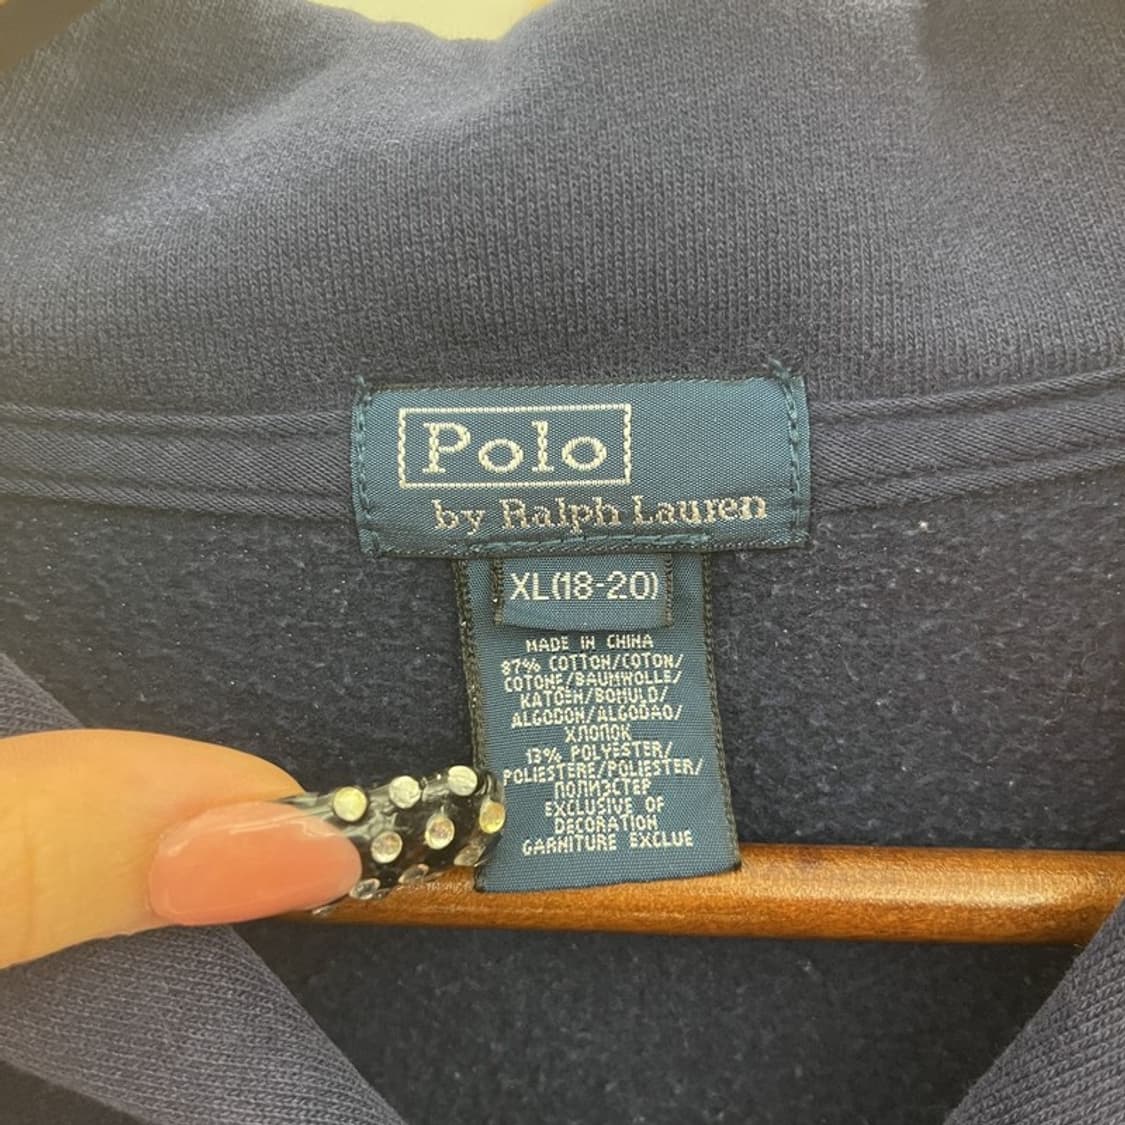 Polo
by Ralph Lauren
XL(18-20)
MADE IN CHINA
87% COTTON/COTON/
COTONE/BAUMWOLLE/
KATOEN/BOMULD/
ALGODON/ALGODAO/
ХЛОПОК
13% POLYESTER/
POLIESTERE/POLIESTER/
ПОЛИЭСТЕР
EXCLUSIVE OF
DECORATION
GARNITURE EXCLUE